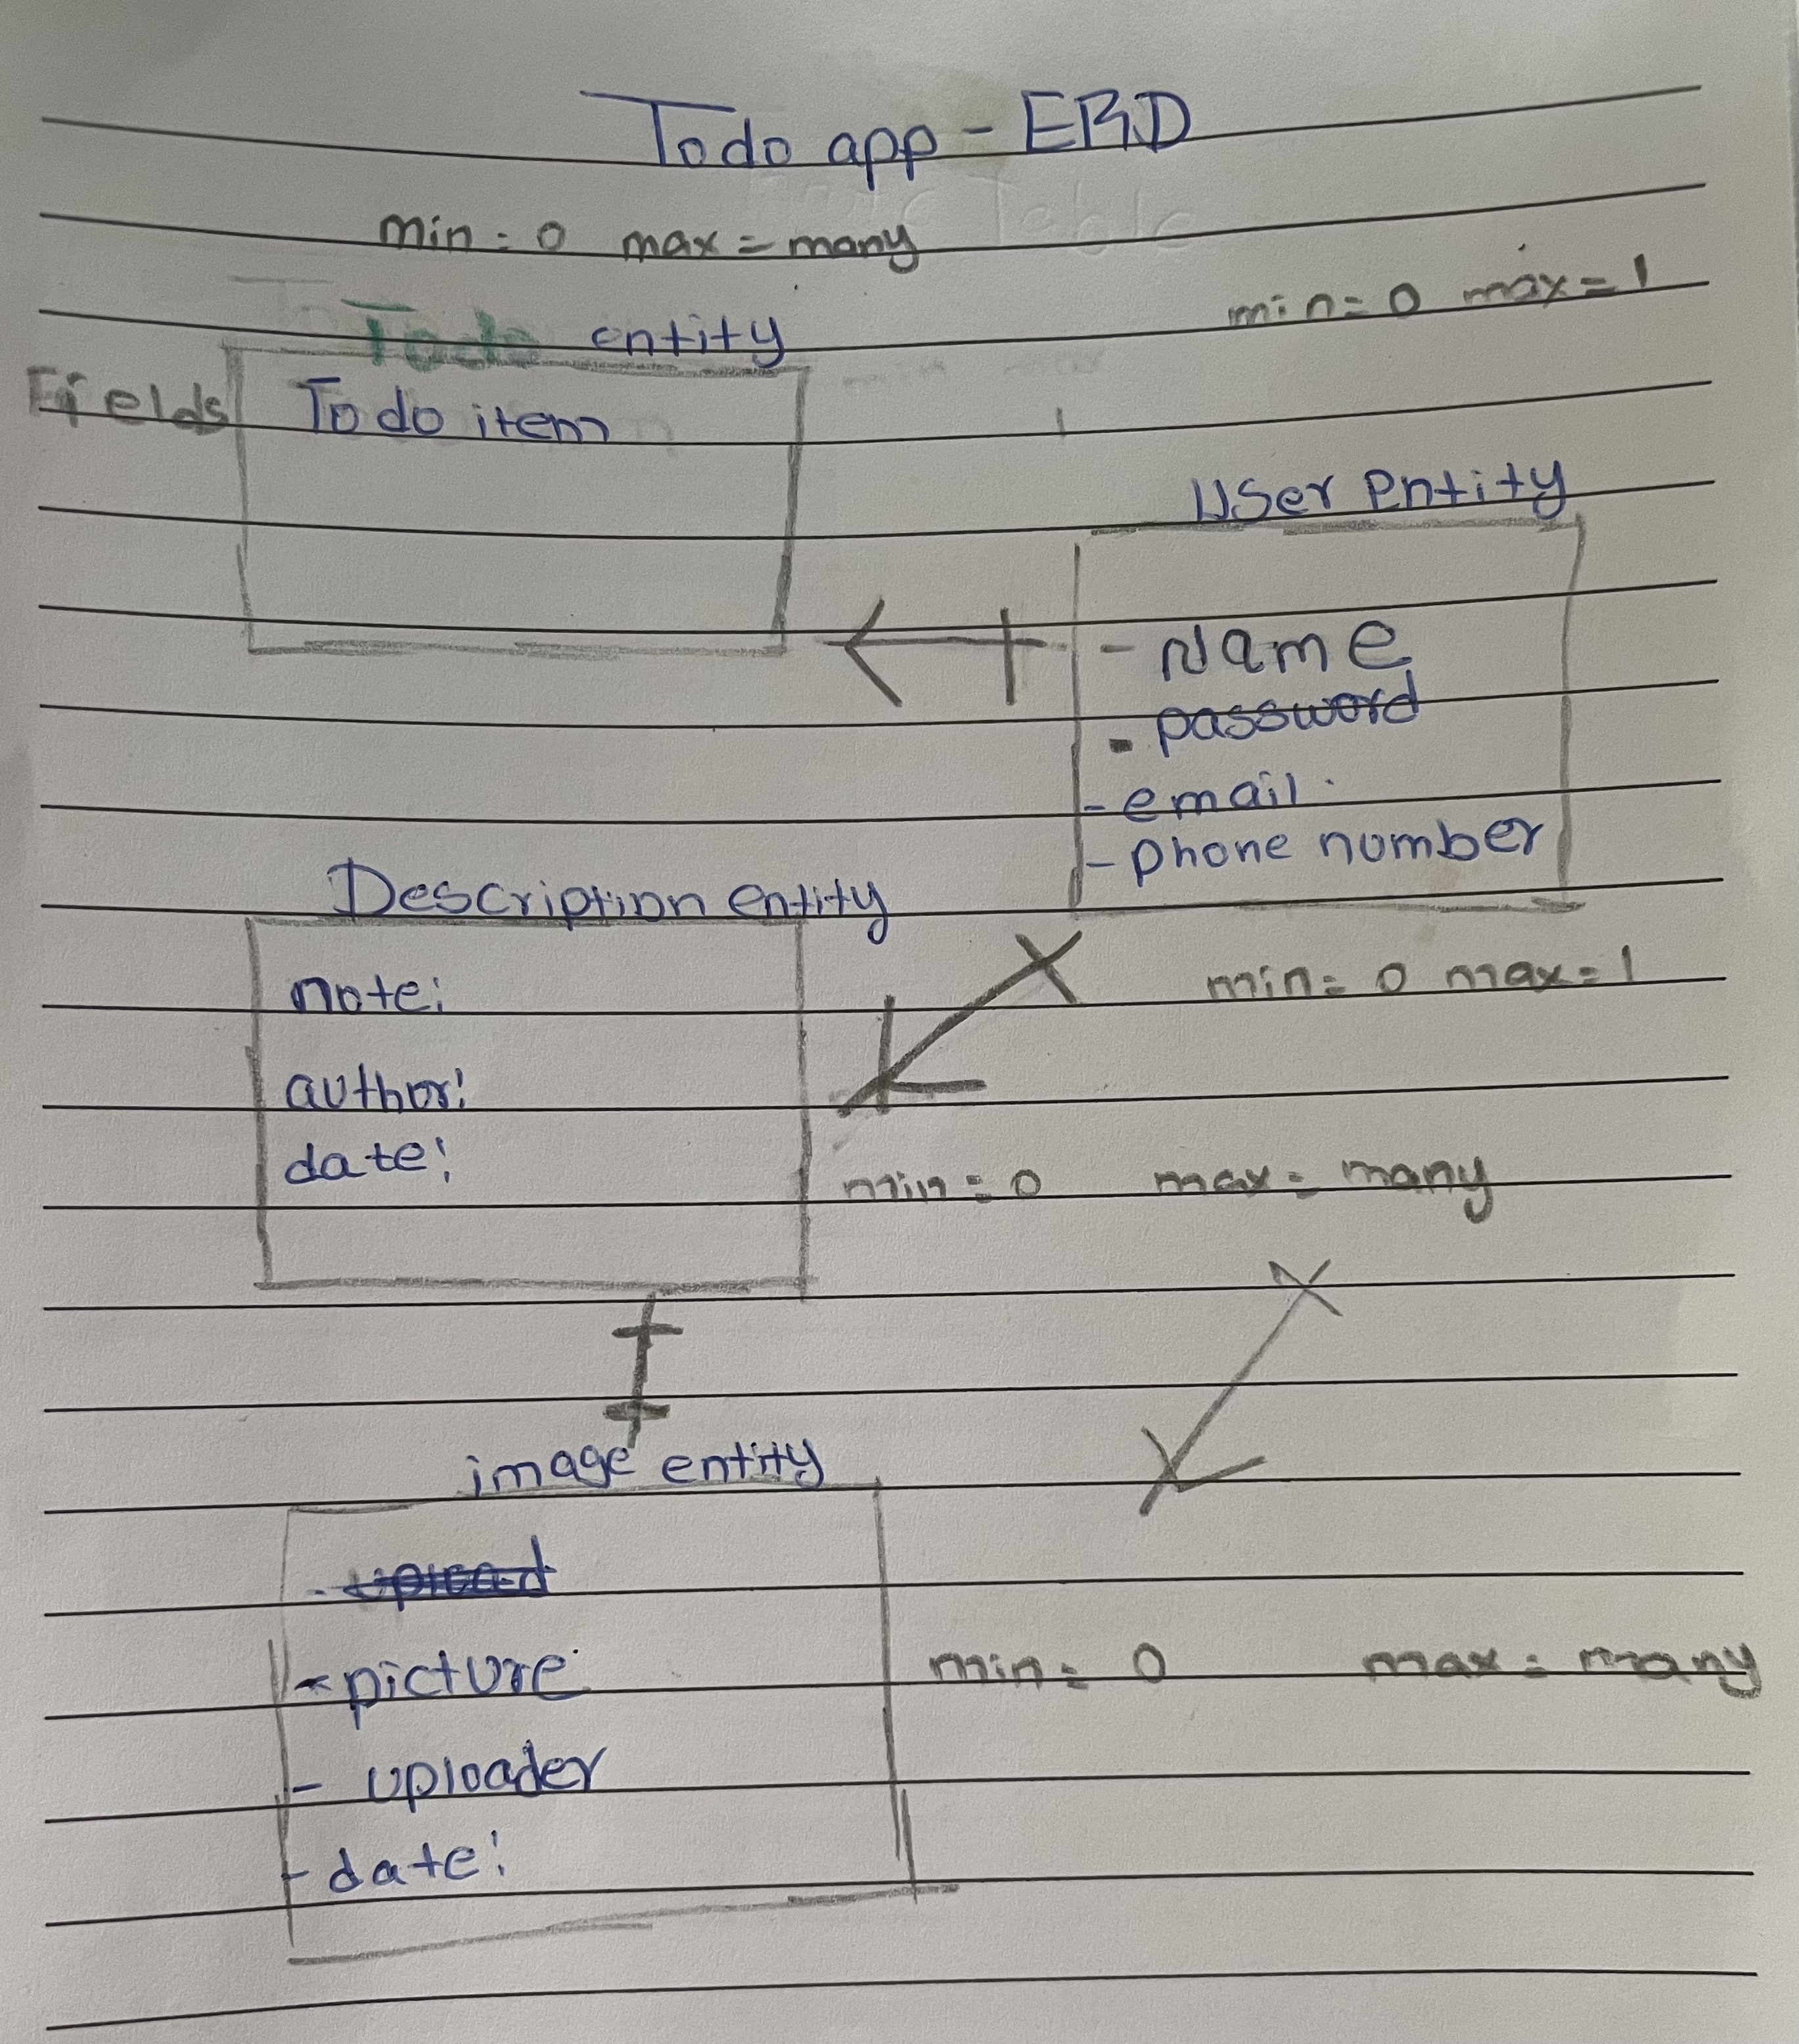 Todo app - ERD
min = 0 max = many
min = 0 max = 1
Todo entity
Fields
Todo item
User entity
- Name
- password
- email
- phone number
Description entity
note:
min = 0 max = 1
author:
date:
min = 0 max = many
image entity
- upload
- picture
min = 0 max = many
- uploader
- date: